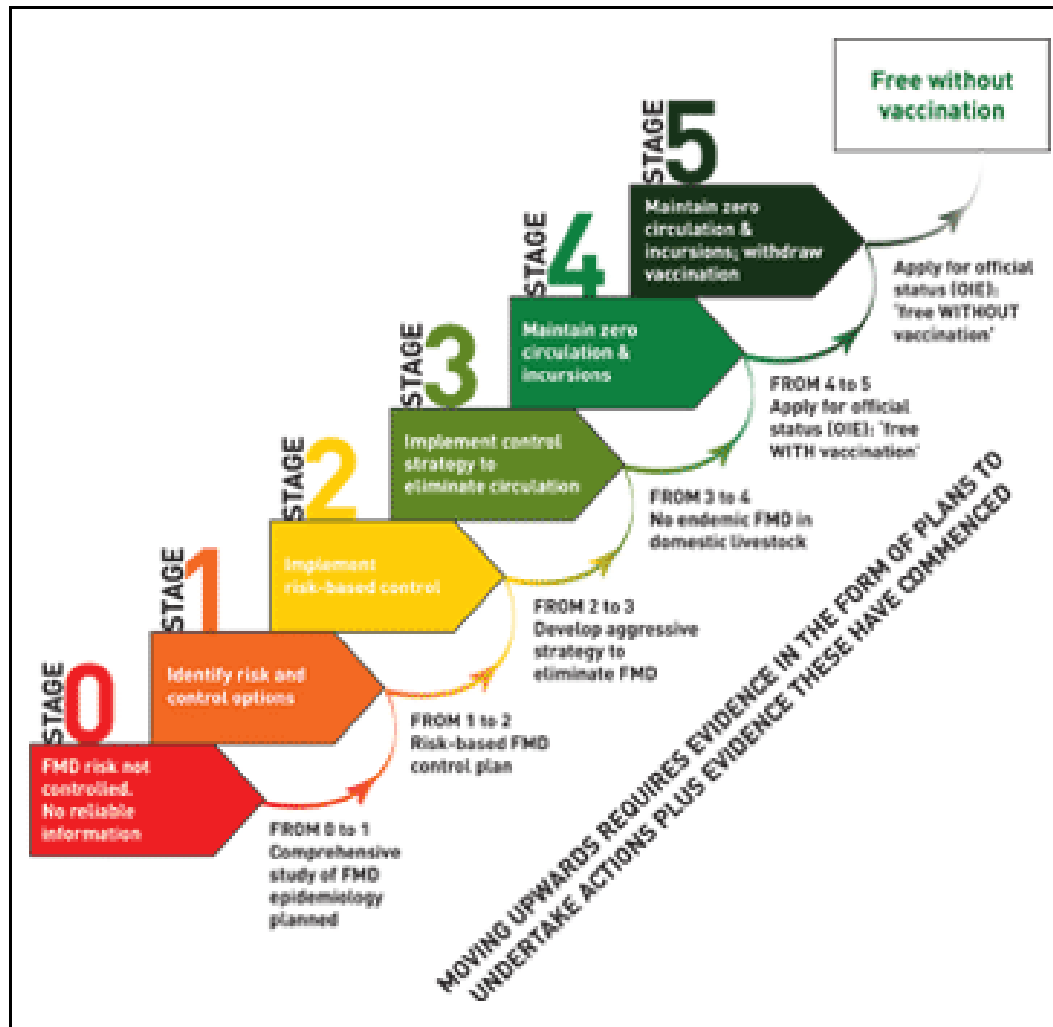 Free without
vaccination
STAGE 5
Maintain zero
circulation &
incursions; withdraw
vaccination
Apply for official
status (OIE):
'free WITHOUT
vaccination'
STAGE 4
Maintain zero
circulation &
incursions
FROM 4 to 5
Apply for official
status (OIE): 'free
WITH vaccination'
STAGE 3
Implement control
strategy to
eliminate circulation
FROM 3 to 4
No endemic FMD in
domestic livestock
STAGE 2
Implement
risk-based control
FROM 2 to 3
Develop aggressive
strategy to
eliminate FMD
STAGE 1
Identify risk and
control options
FROM 1 to 2
Risk-based FMD
control plan
STAGE 0
FMD risk not
controlled.
No reliable
information
FROM 0 to 1
Comprehensive
study of FMD
epidemiology
planned
MOVING UPWARDS REQUIRES EVIDENCE IN THE FORM OF PLANS TO
UNDERTAKE ACTIONS PLUS EVIDENCE THESE HAVE COMMENCED